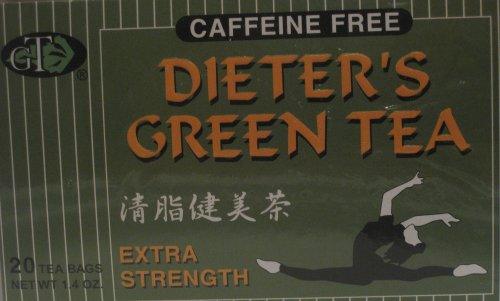 CAFFEINE FREE
GT
®
DIETER'S
GREEN TEA
清脂健美茶
EXTRA
STRENGTH
20 TEA BAGS
NET WT 1.4 OZ.